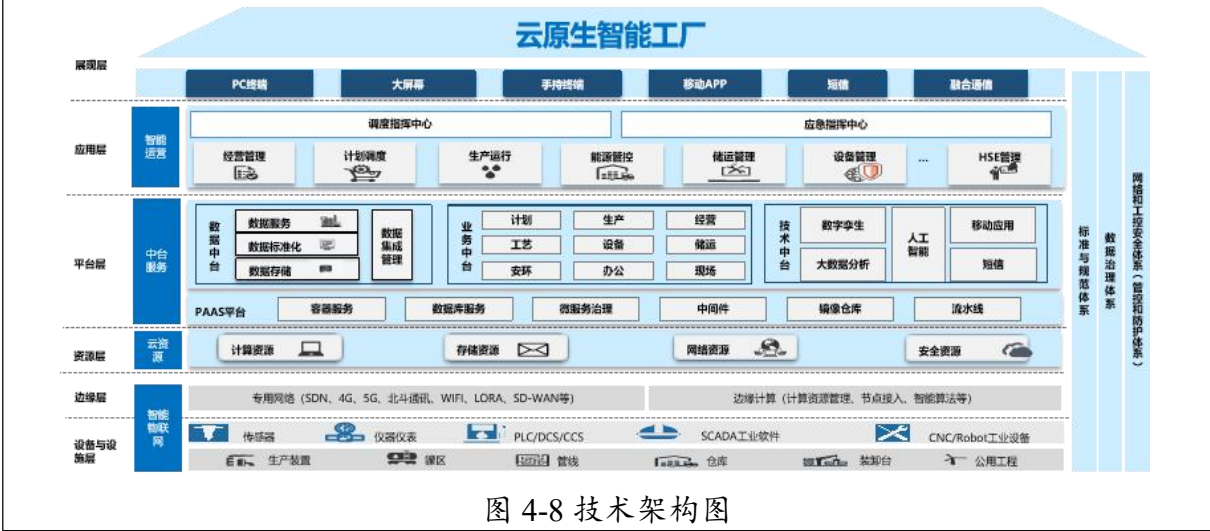 云原生智能工厂
展现层
PC终端 大屏幕 手持终端 移动APP 短信 融合通信
应用层
智能运营
调度指挥中心 应急指挥中心
经营管理 计划调度 生产运行 能源管控 储运管理 设备管理 … HSE管理
平台层
中台服务
数据中台
数据服务
数据标准化
数据存储
数据集成管理
业务中台
计划 生产 经营
工艺 设备 储运
安环 办公 现场
技术中台
数字孪生
大数据分析
人工智能
移动应用
短信
PAAS平台 容器服务 数据库服务 微服务治理 中间件 镜像仓库 流水线
资源层
云资源
计算资源 存储资源 网络资源 安全资源
边缘层
智能物联网
专用网络（SDN、4G、5G、北斗通讯、WIFI、LORA、SD-WAN等） 边缘计算（计算资源管理、节点接入、智能算法等）
设备与设施层
传感器 仪器仪表 PLC/DCS/CCS SCADA工业软件 CNC/Robot工业设备
生产装置 罐区 管线 仓库 装卸台 公用工程
标准与规范体系
数据治理体系
网络和工控安全体系（管控和防护体系）
图 4-8 技术架构图